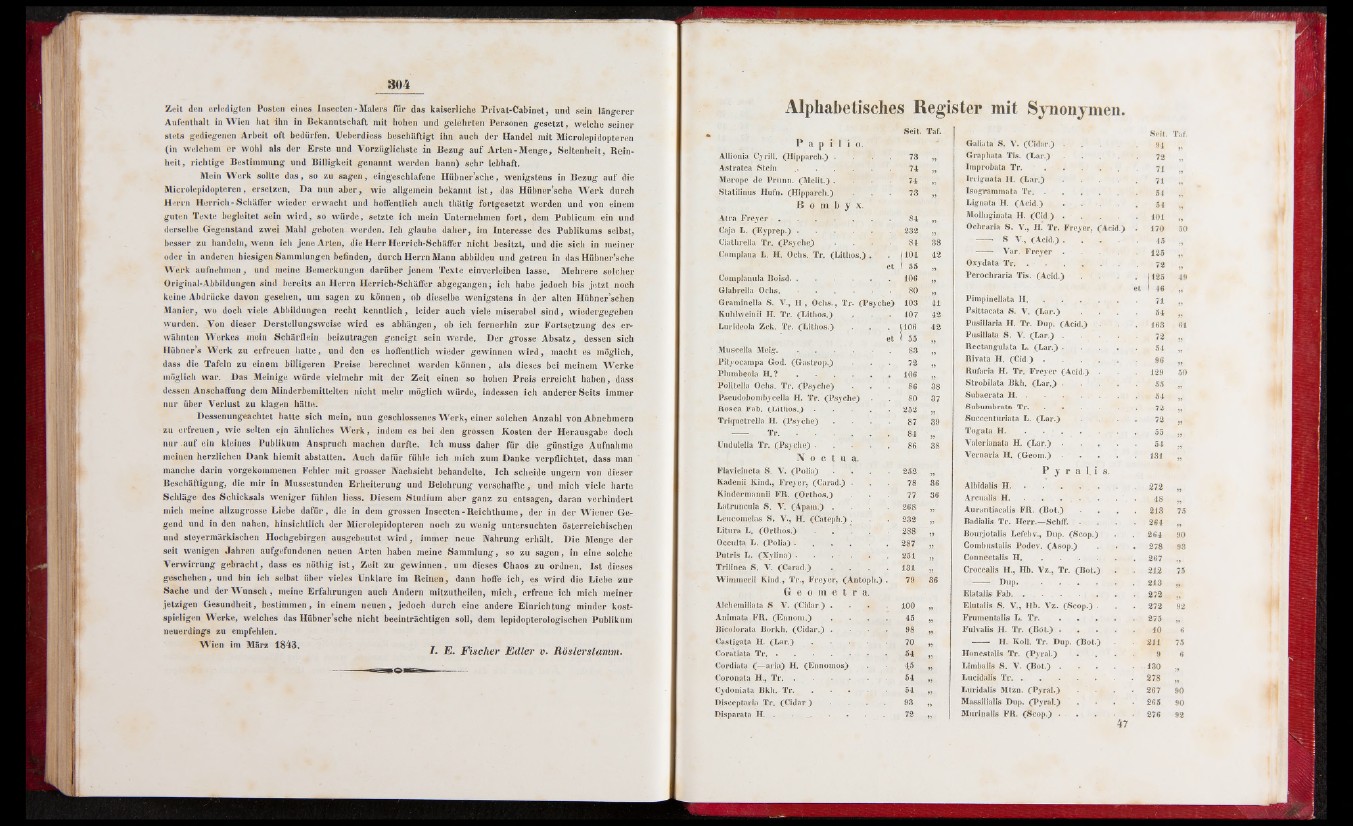 304
Zeit den erledigten Posten eines Insecten-Malers für das kaiserliche Privat-Cabinet, und sein längerer
Aufenthalt in Wien hat ihn in Bekanntschaft mit hohen und gelehrten Personen gesetzt, welche seiner
stets gediegenen Arbeit oft bedürfen. Ueberdiess beschäftigt ihn auch der Handel mit Microlepidopteren
(in welchem er wohl als der Erste und Vorzüglichste in Bezug auf Arten-Menge, Seltenheit, Rein-
heit, richtige Bestimmung und Billigkeit genannt werden kann) sehr lebhaft.
Mein Werk sollte das, so zu sagen, eingeschlafene Hübner'sche, wenigstens in Bezug auf die
Microlepidopteren, ersetzen. Da nun aber, wie allgemein bekannt ist, das Hübner'sche Werk durch
Herrn Herrich-Schäffer wieder erwacht und hoffentlich auch thätig fortgesetzt werden und von einem
guten Texte begleitet sein wird, so würde, setzte ich mein Unternehmen fort, dem Publicum ein und
derselbe Gegenstand zwei Mahl geboten werden. Ich glaube daher, im Interesse des Publikums selbst,
besser zu handeln, wenn ich jene Arten, die Herr Herrich-Schäffer nicht besitzt, und die sich in meiner
oder in anderen hiesigen Sammlungen befinden, durch Herrn Mann abbilden und getreu in das Hübner'sche
Werk aufnehmen, und meine Bemerkungen darüber jenem Texte einverleiben lasse. Mehrere solcher
Original-Abbildungen sind bereits an Herrn Herrich-Schäffer abgegangen; ich habe jedoch bis jetzt noch
keine Abdrücke davon gesehen, um sagen zu können, ob dieselbe wenigstens in der alten Hübner'schen
Manier, wo doch viele Abbildungen recht kenntlich, leider auch viele miserabel sind, wiedergegeben
wurden. Von dieser Derstellungsweise wird es abhängen, ob ich fernerhin zur Fortsetzung des er-
wähnten Werkes mein Schärflein beizutragen geneigt sein werde. Der grosse Absatz, dessen sich
Hübner's Werk zu erfreuen hatte, und den es hoffentlich wieder gewinnen wird, macht es möglich,
dass die Tafeln zu einem billigeren Preise berechnet werden können, als dieses bei meinem Werke
möglich war. Das Meinige würde vielmehr mit der Zeit einen so hohen Preis erreicht haben, dass
dessen Anschaffung dem Minderbemittelten nicht mehr möglich würde, indessen ich anderer Seits immer
nur über Verlust zu klagen hätte.
Dessenungeachtet hatte sich mein, nun geschlossenes Werk, einer solchen Anzahl von Abnehmern
zu erfreuen, wie selten ein ähnliches Werk, indem es bei den grossen Kosten der Herausgabe doch
nur auf ein kleines Publikum Anspruch machen durfte. Ich muss daher für die günstige Aufnahme
meinen herzlichen Dank hiemit abstatten. Auch dafür fühle ich mich zum Danke verpflichtet, dass man
manche darin vorgekommenen Fehler mit grosser Nachsicht behandelte. Ich scheide ungern von dieser
Beschäftigung, die mir in Mussestunden Erheiterung und Belehrung verschaffte, und mich viele harte
Schläge des Schicksals weniger fühlen liess. Diesem Studium aber ganz zu entsagen, daran verhindert
mich meine allzugrosse Liebe dafür, die in dem grossen Insecten-Reichthume, der in der Wiener Ge-
gend und in den nahen, hinsichtlich der Microlepidopteren noch zu wenig untersuchten österreichischen
und steyermärkischen Hochgebirgen ausgebeutet wird, immer neue Nahrung erhält. Die Menge der
seit wenigen Jahren aufgefundenen neuen Arten haben meine Sammlung, so zu sagen, in eine solche
Verwirrung gebracht, dass es nöthig ist, Zeit zu gewinnen, um dieses Chaos zu ordnen. Ist dieses
geschehen, und bin ich selbst über vieles Unklare im Reinen, dann hoffe ich, es wird die Liebe zur
Sache und der Wunsch, meine Erfahrungen auch Andern mitzutheilen, mich, erfreue ich mich meiner
jetzigen Gesundheit, bestimmen, in einem neuen, jedoch durch eine andere Einrichtung minder kost-
spieligen Werke, welches das Hübner'sche nicht beeinträchtigen soll, dem lepidopterologischen Publikum
neuerdings zu empfehlen.
Wien im März 1843.
I. E. Fischer Edler v. Röslerstamm.
Alphabetisches Register mit Synonymen.
Seit. Taf.
Papilio.
Allionia Cyrill. (Hipparch.) . 73 „
Astratea Stein . 74 „
Merope de Prunn. (Melit.) . 74 „
Statilinus Hufn. (Hipparch.) 73 „
Bombyx.
Atra Freyer . 84 „
Caja L. (Eyprep.) . 232 „
Clathrella Tr. (Psyche) 84 38
Complana L. H. Ochs. Tr. (Lithos.) . 104 42
et 55 „
Complanula Boisd. . 106 „
Glabrella Ochs. 80 „
Graminella S. V., H., Ochs., Tr. (Psyche) 103 41
Kuhlweinii H. Tr. (Lithos.) 107 42
Lurideola Zck. Tr. (Lithos.) 106 42
et 55 „
Muscella Meig. 83 „
Pityocampa God. (Gastrop.) 72 „
Plumbeola H.? 106 „
Politella Ochs. Tr. (Psyche) 86 38
Pseudobombycella H. Tr. (Psyche) 80 37
Rosea Fab. (Lithos.) 252 „
Triquetrella H. (Psyche) 87 39
—— Tr. 84 „
Undulella Tr. (Psyche) 86 38
Noctua.
Flavicincta S. V. (Polia) 252 „
Kadenii Kind., Freyer, (Carad.) 78 36
Kindermannii FR. (Orthos.) 77 36
Latruncula S. V. (Apam.) . 268 „
Leucomelas S. V., H. (Cateph.) . 232 „
Litura L. (Orthos.) 288 „
Occulta L. (Polia) . 287 „
Putris L. (Xylina) . 251 „
Trilinea S. V. (Carad.) 131 „
Wimmerii Kind., Tr., Freyer, (Antoph.) . 79 36
Geometra.
Alchemillata S. V. (Cidar) . 100 „
Animata FR. (Ennom.) 45 „
Bicolorata Borkh. (Cidar.) . 98 „
Castigata H. (Lar.) 70 „
Coratiata Tr. . 54 „
Cordiata (—aria) H. (Ennomos) 45 „
Coronata H., Tr. . 54 „
Cydoniata Bkh. Tr. 54 „
Disceptaria Tr. (Cidar) 93 „
Disparata H. . 72 „
Seit. Taf.
Galiata S. V. (Cidar.) 94 „
Graphata Tis. (Lar.) 72 „
Improbata Tr. 71 „
Irriguata H. (Lar.) 71 „
Isogrammata Tr. 54 „
Lignata H. (Acid.) 54 „
Molluginata H. (Cid.) . 101 „
Ochraria S. V., H. Tr. Freyer, (Acid.) . 170 50
—— S. V., (Acid.) . 45 „
—— Var. Freyer 125 „
Oxydata Tr. 72 „
Perochraria Tis. (Acid.) 125 49
et 46 „
Pimpinellata H. 71 „
Psittacata S. V. (Lar.) 54 „
Pusillaria H. Tr. Dup. (Acid.) 163 61
Pusillata S. V. (Lar.) 72 „
Rectangulata L. (Lar.) . 54 „
Rivata H. (Cid.) . 96 „
Rufaria H. Tr. Freyer (Acid.) 129 50
Strobilata Bkh. (Lar.) . 55 „
Subaerata H. . 54 „
Subumbrata Tr. 72 „
Succenturiata L. (Lar.) 72 „
Togata H. 55 „
Valerianata H. (Lar.) 54 „
Vernaria H. (Geom.) 131 „
Pyralis.
Albidalis H. 272 „
Arcualis H. 48 „
Aurantiacalis FR. (Bot.) 213 75
Badialis Tr. Herr.—Schff. 264 „
Bourjotalis Lefebv., Dup. (Scop.) 264 90
Combustalis Podev. (Asop.) 278 93
Connectalis H. 267 „
Croccalis H., Hb. Vz., Tr. (Bot.) 212 75
—— Dup. 213 „
Elatalis Fab. . 272 „
Elutalis S. V., Hb. Vz. (Scop.) 272 92
Frumentalis L. Tr. 275 „
Fulvalis H. Tr. (Bot.) . 10 6
—— H. Koll. Tr. Dup. (Bot.) 211 75
Honestalis Tr. (Pyral.) 9 6
Limbalis S. V. (Bot.) . 130 „
Lucidalis Tr. . 278 „
Luridalis Mtzn. (Pyral.) 267 90
Massilialis Dup. (Pyral.) 265 90
Murinalis FR. (Scop.) . 276 92
47